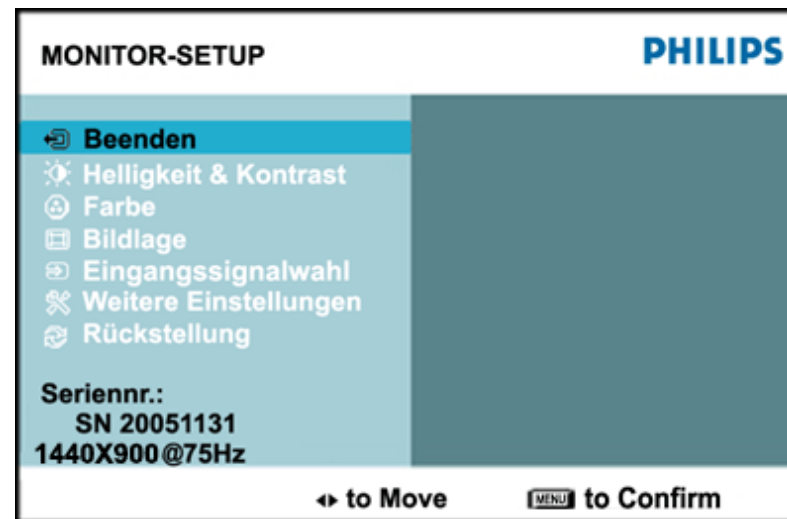 MONITOR-SETUP PHILIPS
Beenden
Helligkeit & Kontrast
Farbe
Bildlage
Eingangssignalwahl
Weitere Einstellungen
Rückstellung
Seriennr.:
SN 20051131
1440X900@75Hz
to Move MENU to Confirm